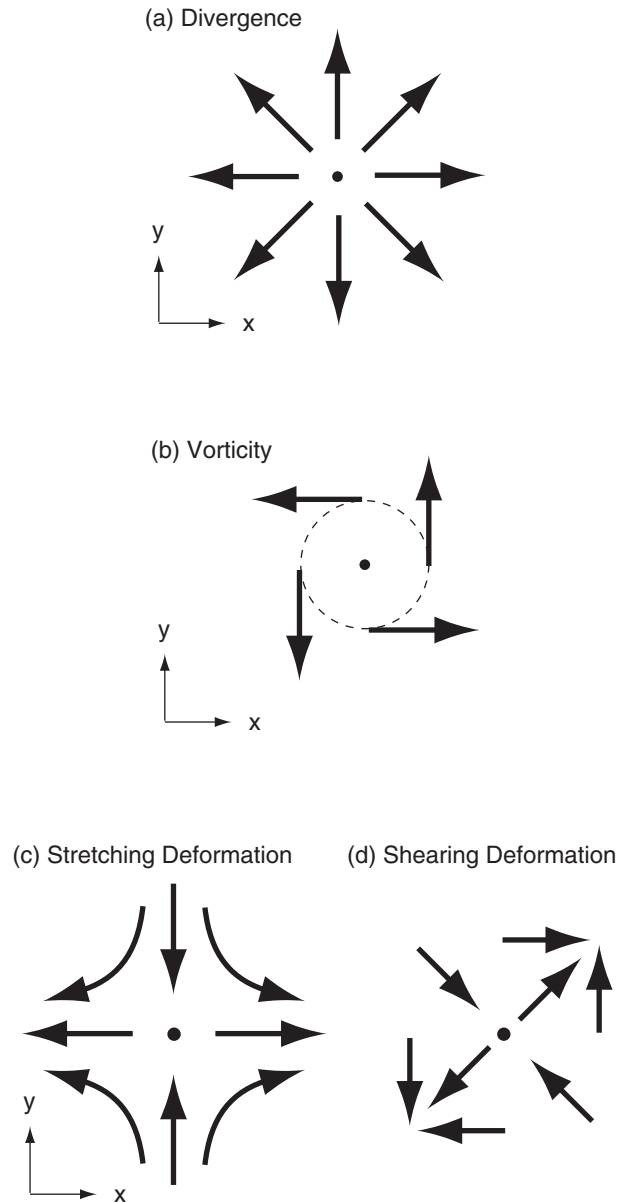 (a) Divergence
y
x
(b) Vorticity
y
x
(c) Stretching Deformation
(d) Shearing Deformation
y
x